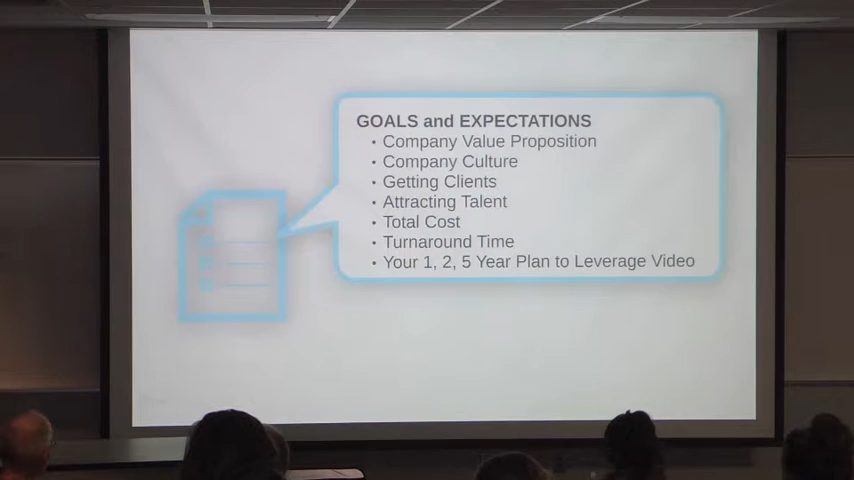 GOALS and EXPECTATIONS
• Company Value Proposition
• Company Culture
• Getting Clients
• Attracting Talent
• Total Cost
• Turnaround Time
• Your 1, 2, 5 Year Plan to Leverage Video